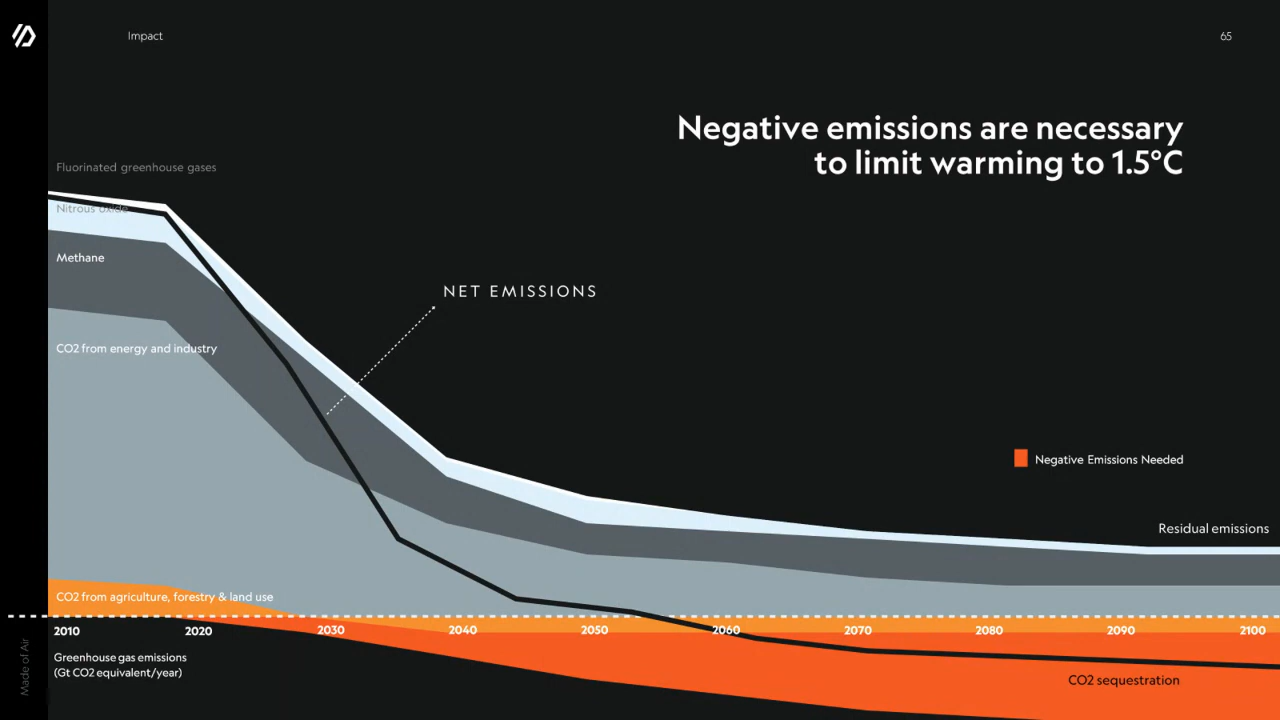 Impact
65
Negative emissions are necessary
to limit warming to 1.5°C
Fluorinated greenhouse gases
Nitrous oxide
Methane
NET EMISSIONS
CO2 from energy and industry
Negative Emissions Needed
Residual emissions
CO2 from agriculture, forestry & land use
2010 2020 2030 2040 2050 2060 2070 2080 2090 2100
Greenhouse gas emissions
(Gt CO2 equivalent/year)
CO2 sequestration
Made of Air